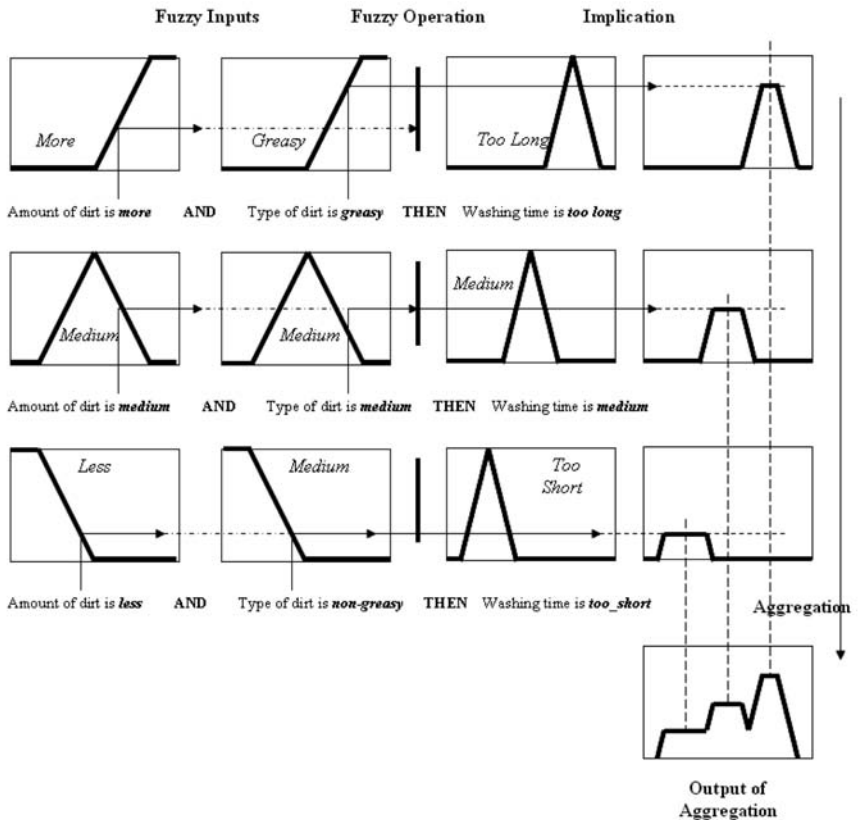 Fuzzy Inputs Fuzzy Operation Implication
More Greasy Too Long
Amount of dirt is more AND Type of dirt is greasy THEN Washing time is too long
Medium Medium Medium
Amount of dirt is medium AND Type of dirt is medium THEN Washing time is medium
Less Medium Too
Short
Amount of dirt is less AND Type of dirt is non-greasy THEN Washing time is too_short
Aggregation
Output of
Aggregation